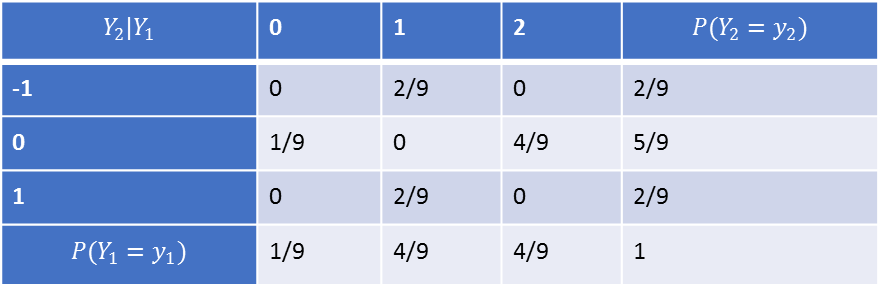 Y₂|Y₁ 0 1 2 P(Y₂ = y₂)
-1 0 2/9 0 2/9
0 1/9 0 4/9 5/9
1 0 2/9 0 2/9
P(Y₁ = y₁) 1/9 4/9 4/9 1